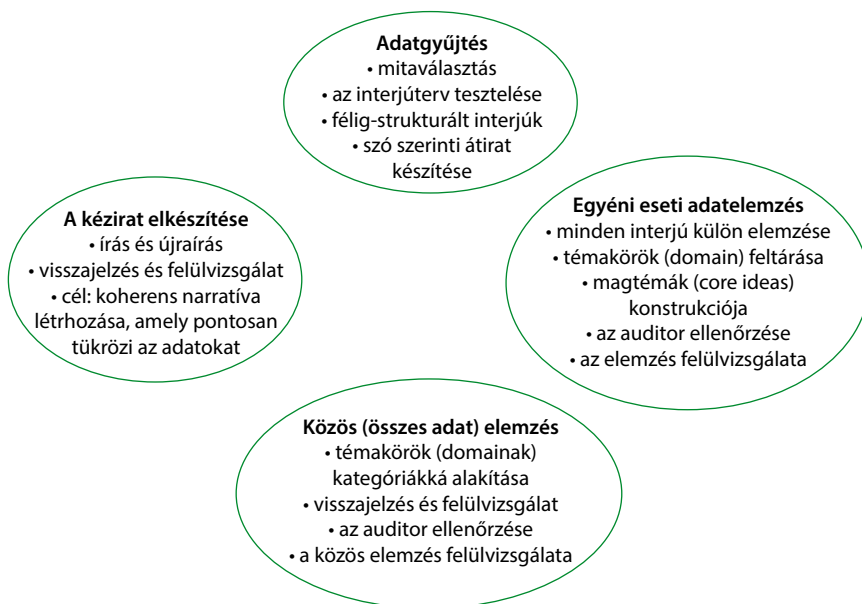 Adatgyűjtés
• mitaválasztás
• az interjúterv tesztelése
• félig-strukturált interjúk
• szó szerinti átirat
készítése
Egyéni eseti adatelemzés
• minden interjú külön elemzése
• témakörök (domain) feltárása
• magtémák (core ideas)
konstrukciója
• az auditor ellenőrzése
• az elemzés felülvizsgálata
Közös (összes adat) elemzés
• témakörök (domainak)
kategóriákká alakítása
• visszajelzés és felülvizsgálat
• az auditor ellenőrzése
• a közös elemzés felülvizsgálata
A kézirat elkészítése
• írás és újraírás
• visszajelzés és felülvizsgálat
• cél: koherens narratíva
létrhozása, amely pontosan
tükrözi az adatokat